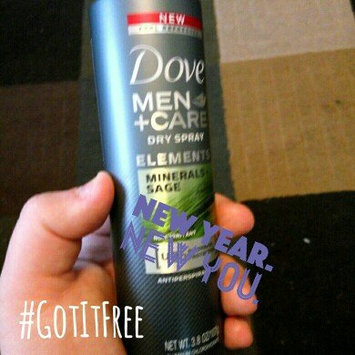 NEW
Dove
MEN
+CARE
DRY SPRAY
ELEMENTS
MINERALS+
SAGE
NEW YEAR.
NEW YOU.
ANTIPERSPIRANT
#GOTITFREE
NET WT. 3.8 OZ